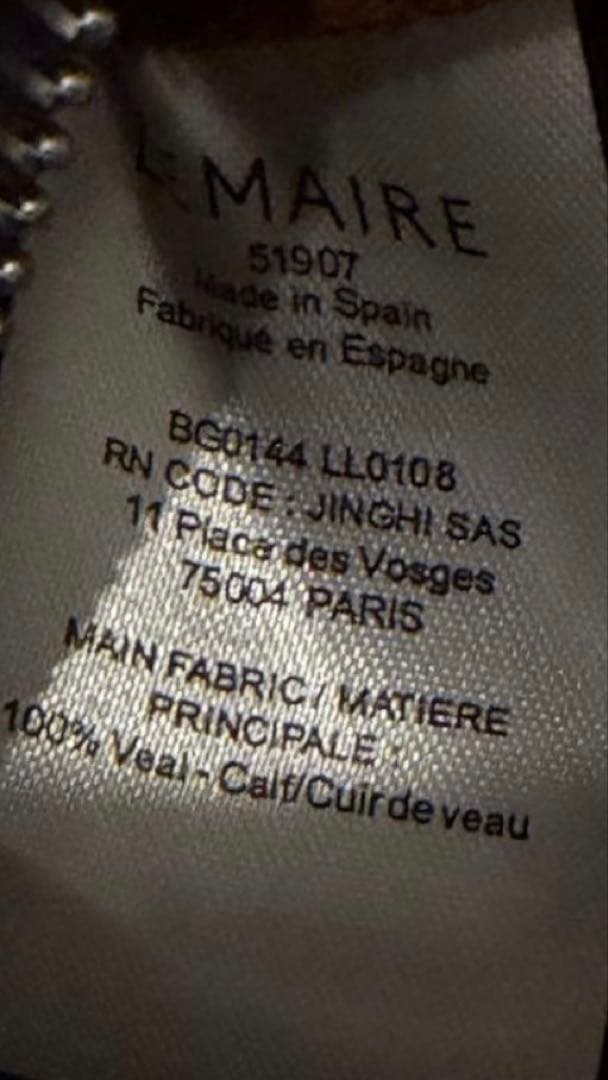 LEMAIRE
51907
Made in Spain
Fabriqué en Espagne
BG0144 LL0108
RN CODE : JINGHI SAS
11 Place des Vosges
75004 PARIS
MAIN FABRIC / MATIERE
PRINCIPALE :
100% Veal - Calf/Cuir de veau